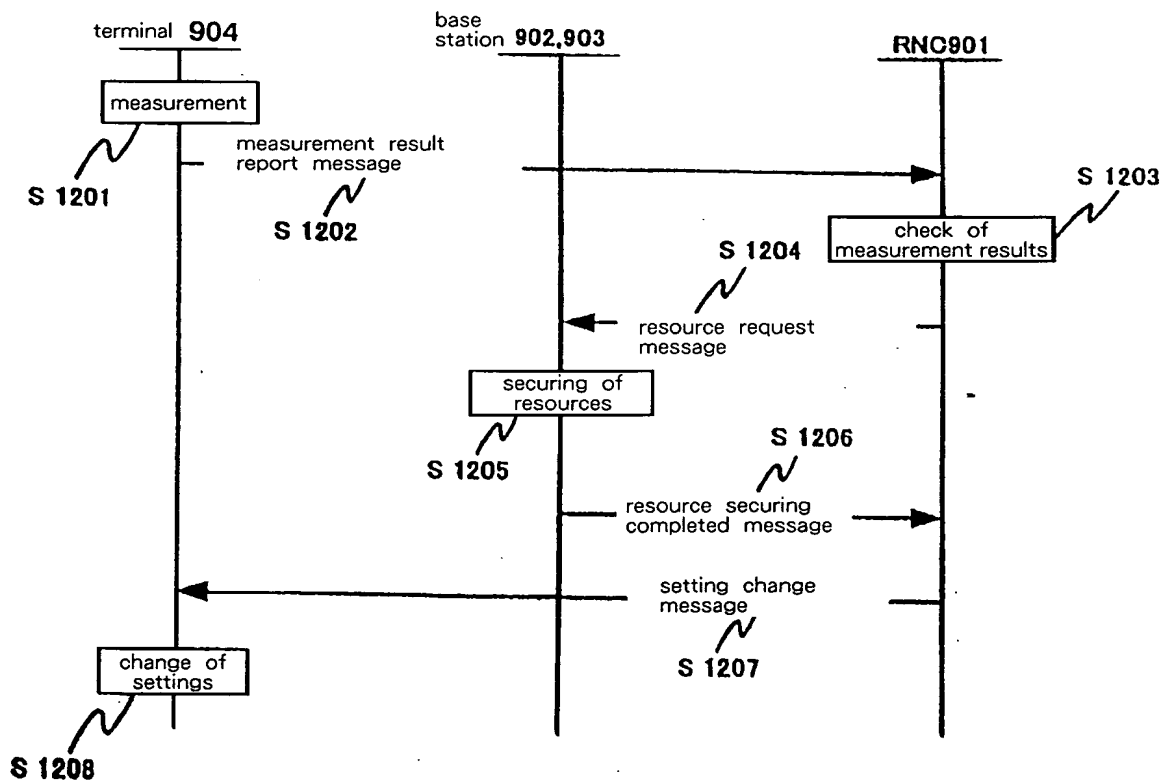 terminal 904
base
station 902,903
RNC901
measurement
S 1201
measurement result
report message
S 1202
S 1203
check of
measurement results
S 1204
resource request
message
securing of
resources
S 1205
S 1206
resource securing
completed message
setting change
message
S 1207
change of
settings
S 1208